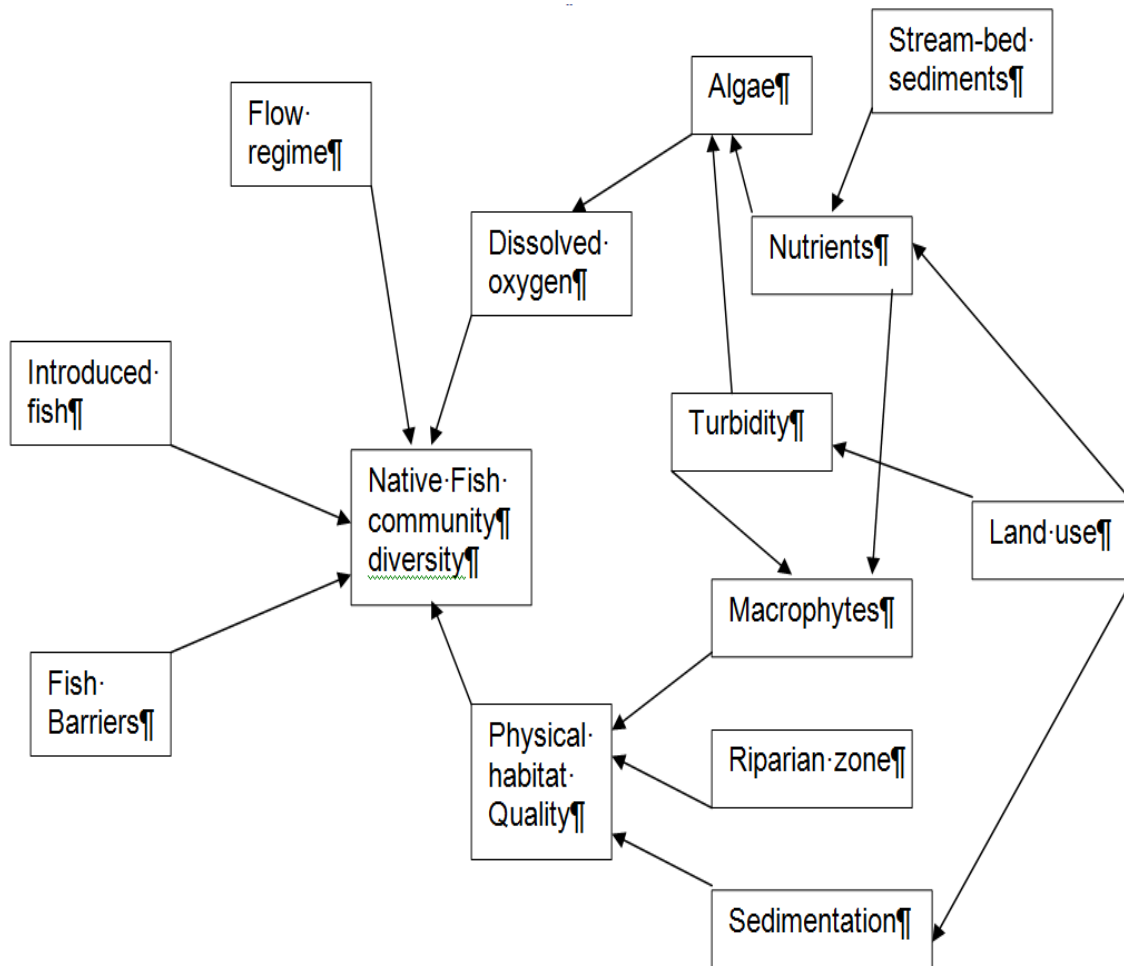 Stream-bed·
sediments¶
Algae¶
Flow·
regime¶
Dissolved·
oxygen¶
Nutrients¶
Introduced·
fish¶
Turbidity¶
Native·Fish·
community¶
diversity¶
Land·use¶
Macrophytes¶
Fish·
Barriers¶
Physical·
habitat·
Quality¶
Riparian·zone¶
Sedimentation¶